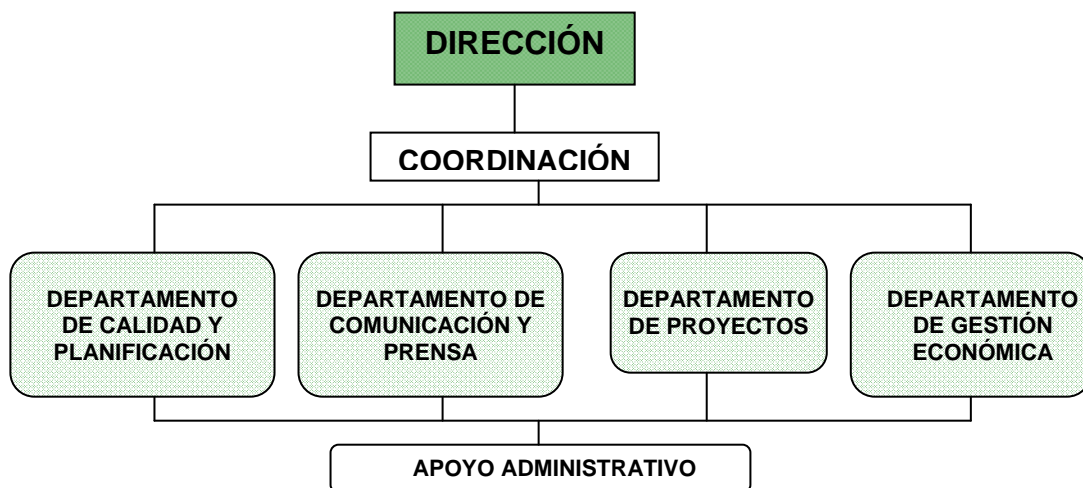 DIRECCIÓN
COORDINACIÓN
DEPARTAMENTO
DE CALIDAD Y
PLANIFICACIÓN
DEPARTAMENTO DE
COMUNICACIÓN Y
PRENSA
DEPARTAMENTO
DE PROYECTOS
DEPARTAMENTO
DE GESTIÓN
ECONÓMICA
APOYO ADMINISTRATIVO